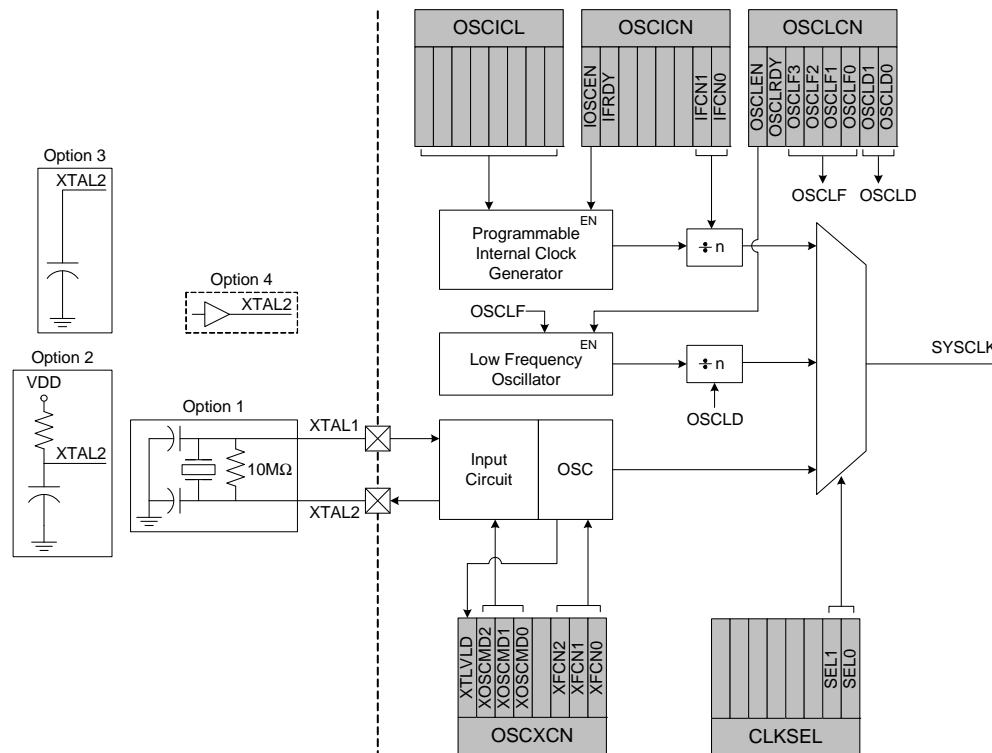 OSCICL
OSCICN
OSCLCN
IOSCEN
IFRDY
IFCN1
IFCN0
OSCLEN
OSCLRDY
OSCLF3
OSCLF2
OSCLF1
OSCLF0
OSCLD1
OSCLD0
Option 3
XTAL2
OSCLF
OSCLD
EN
Programmable
Internal Clock
Generator
÷ n
Option 4
XTAL2
OSCLF
EN
Low Frequency
Oscillator
÷ n
OSCLD
SYSCLK
Option 2
VDD
XTAL2
Option 1
10MΩ
XTAL1
XTAL2
Input
Circuit
OSC
XTLVLD
XOSCMD2
XOSCMD1
XOSCMD0
XFCN2
XFCN1
XFCN0
OSCXCN
SEL1
SEL0
CLKSEL